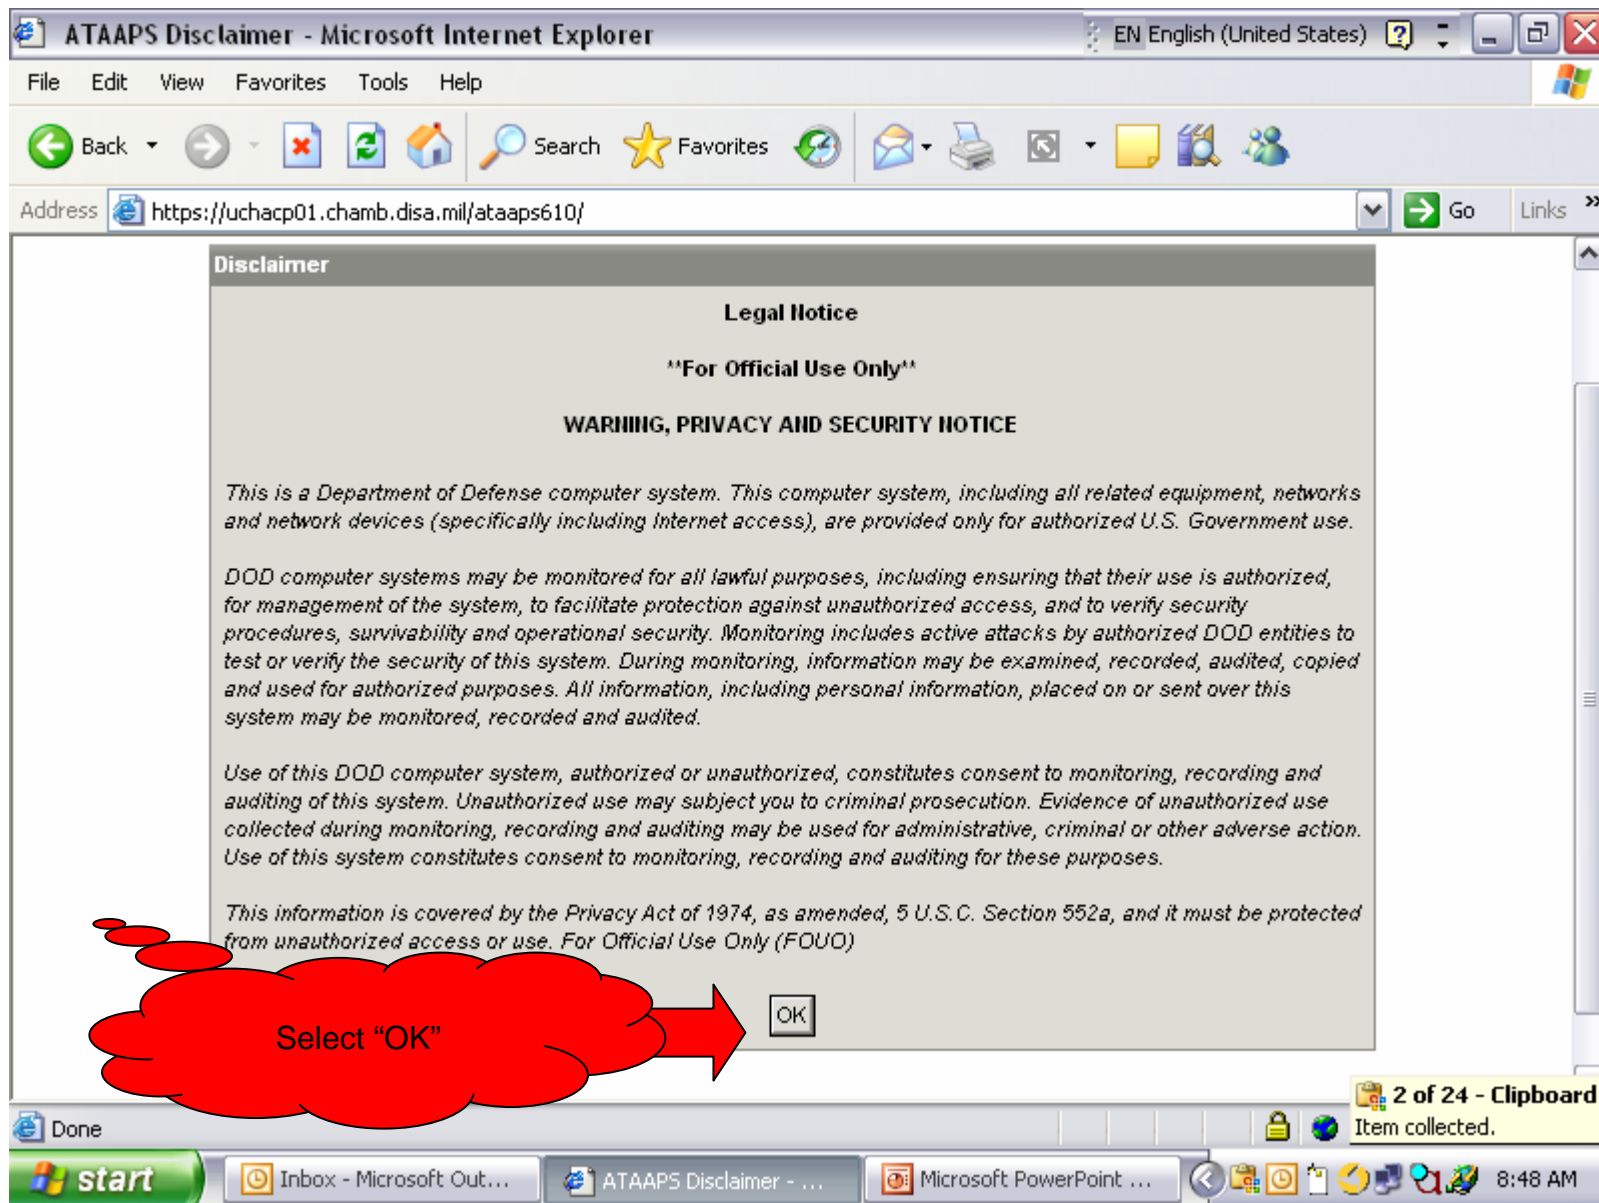 ATAAPS Disclaimer - Microsoft Internet Explorer
EN English (United States)
File Edit View Favorites Tools Help
Back Search Favorites
Address https://uchacp01.chamb.disa.mil/ataaps610/ Go Links »
Disclaimer
Legal Notice
**For Official Use Only**
WARNING, PRIVACY AND SECURITY NOTICE
This is a Department of Defense computer system. This computer system, including all related equipment, networks
and network devices (specifically including Internet access), are provided only for authorized U.S. Government use.
DOD computer systems may be monitored for all lawful purposes, including ensuring that their use is authorized,
for management of the system, to facilitate protection against unauthorized access, and to verify security
procedures, survivability and operational security. Monitoring includes active attacks by authorized DOD entities to
test or verify the security of this system. During monitoring, information may be examined, recorded, audited, copied
and used for authorized purposes. All information, including personal information, placed on or sent over this
system may be monitored, recorded and audited.
Use of this DOD computer system, authorized or unauthorized, constitutes consent to monitoring, recording and
auditing of this system. Unauthorized use may subject you to criminal prosecution. Evidence of unauthorized use
collected during monitoring, recording and auditing may be used for administrative, criminal or other adverse action.
Use of this system constitutes consent to monitoring, recording and auditing for these purposes.
This information is covered by the Privacy Act of 1974, as amended, 5 U.S.C. Section 552a, and it must be protected
from unauthorized access or use. For Official Use Only (FOUO)
OK
Select “OK”
2 of 24 - Clipboard
Item collected.
Done
start Inbox - Microsoft Out... ATAAPS Disclaimer - ... Microsoft PowerPoint ... 8:48 AM